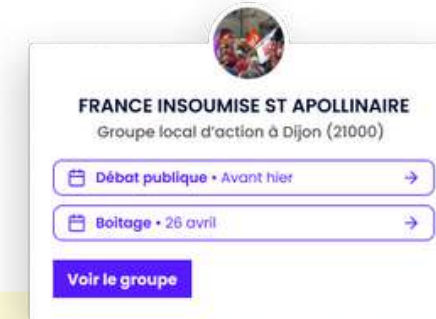 FRANCE INSOUMISE ST APOLLINAIRE
Groupe local d'action à Dijon (21000)
Débat publique • Avant hier
Boitage • 26 avril
Voir le groupe